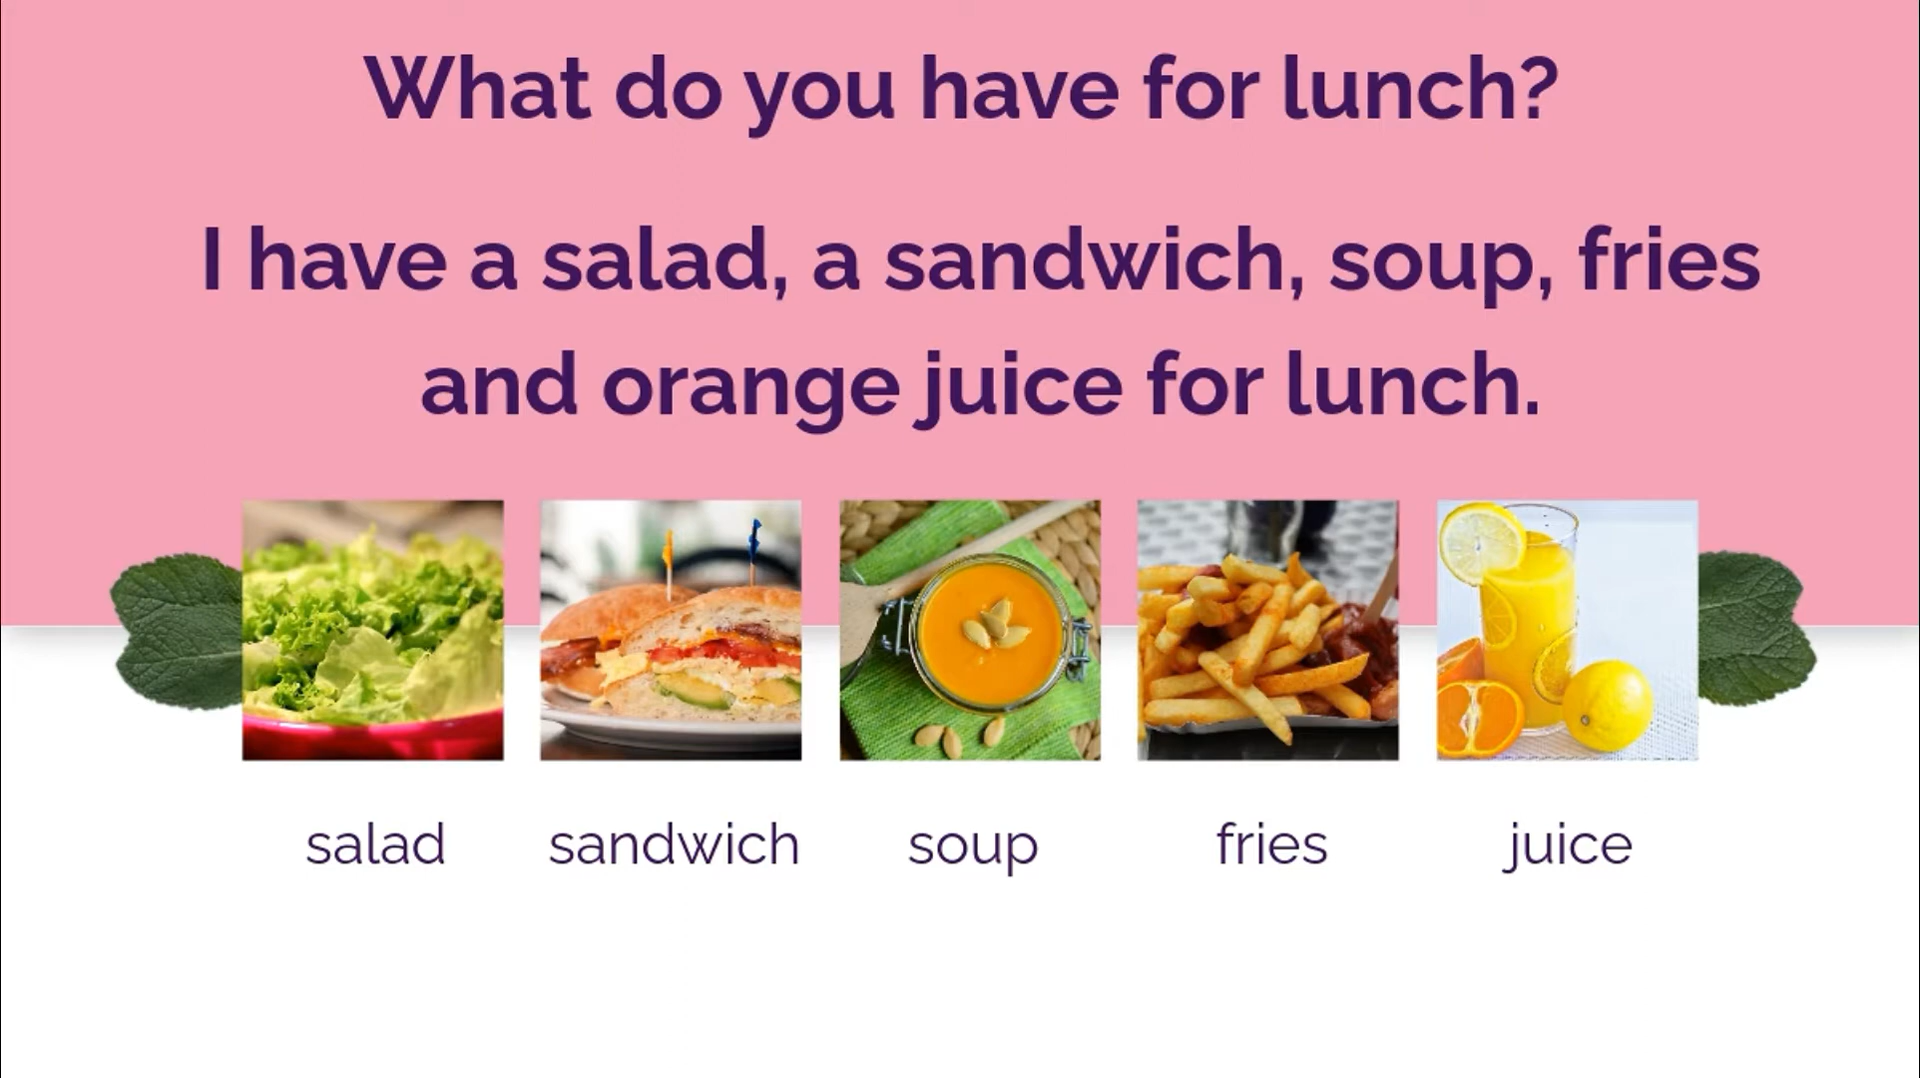 What do you have for lunch?
I have a salad, a sandwich, soup, fries
and orange juice for lunch.
salad
sandwich
soup
fries
juice